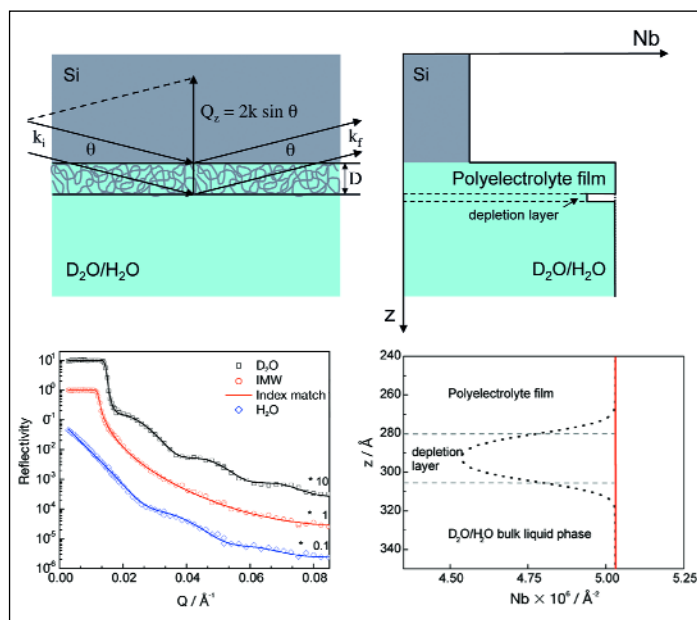 Si
Q_z = 2k sin θ
k_i
θ
θ
k_f
D
D₂O/H₂O
Nb
Si
Polyelectrolyte film
depletion layer
D₂O/H₂O
z
Reflectivity
10¹
10⁰
10⁻¹
10⁻²
10⁻³
10⁻⁴
10⁻⁵
10⁻⁶
D₂O
IMW
Index match
H₂O
* 10
* 1
* 0.1
0.00 0.02 0.04 0.06 0.08
Q / Å⁻¹
z / Å
240
260
280
300
320
340
Polyelectrolyte film
depletion
layer
D₂O/H₂O bulk liquid phase
4.50 4.75 5.00 5.25
Nb × 10⁶ / Å⁻²